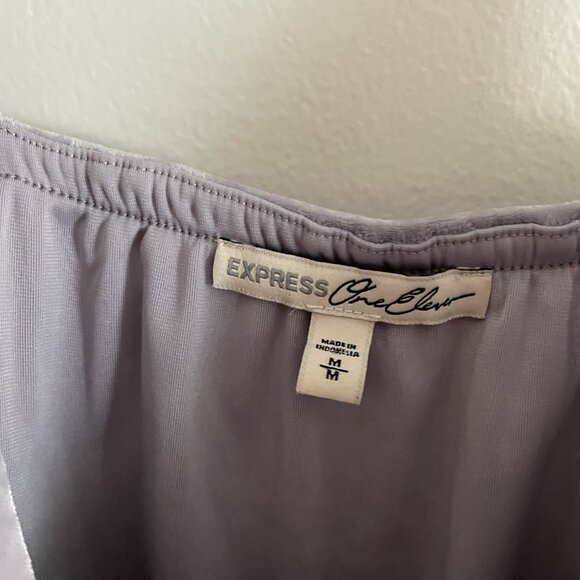 EXPRESS One Eleven
MADE IN
INDONESIA
M
M